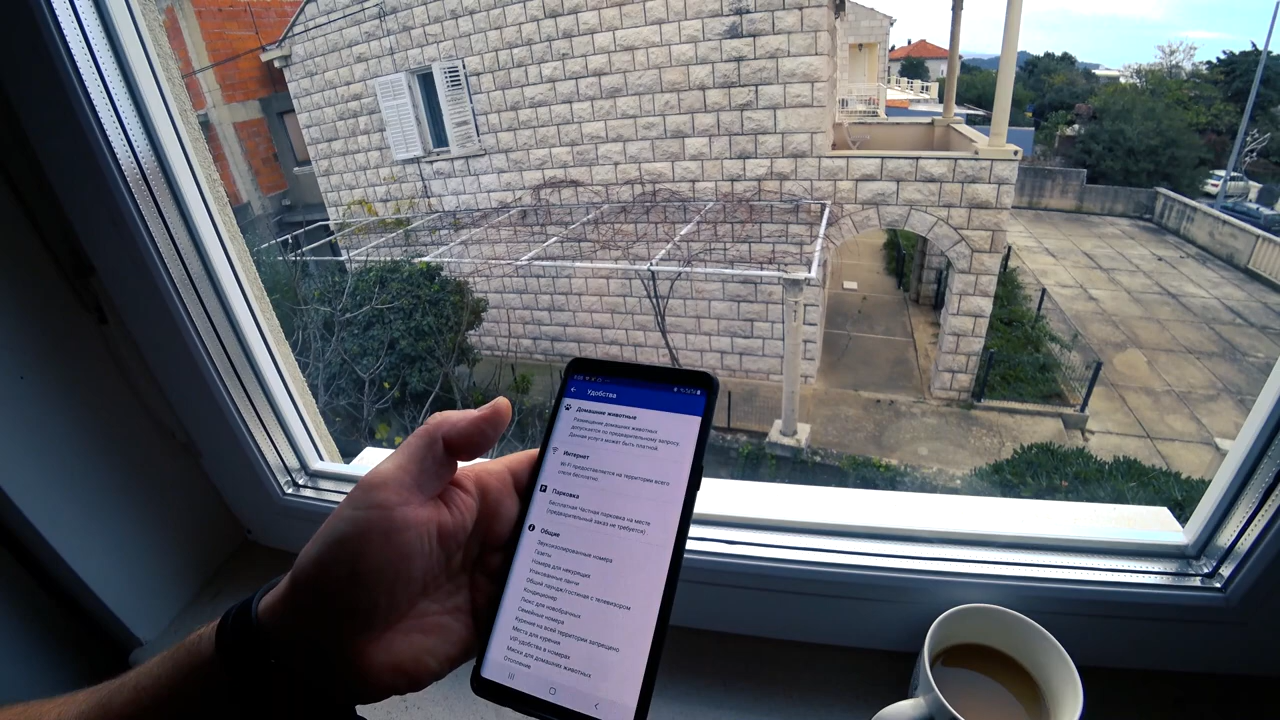 Удобства
Домашние животные
Размещение домашних животных
допускается по предварительному запросу.
Данная услуга может быть платной.
Интернет
Wi-Fi предоставляется на территории всего
отеля бесплатно.
Парковка
Бесплатная Частная парковка на месте
(предварительный заказ не требуется)
Общие
Звукоизолированные номера
Газеты
Номера для некурящих
Упакованные ланчи
Общий лаундж/гостиная с телевизором
Кондиционер
Люкс для новобрачных
Семейные номера
Курение на всей территории запрещено
Места для курения
VIP-удобства в номерах
Миски для домашних животных
Отопление